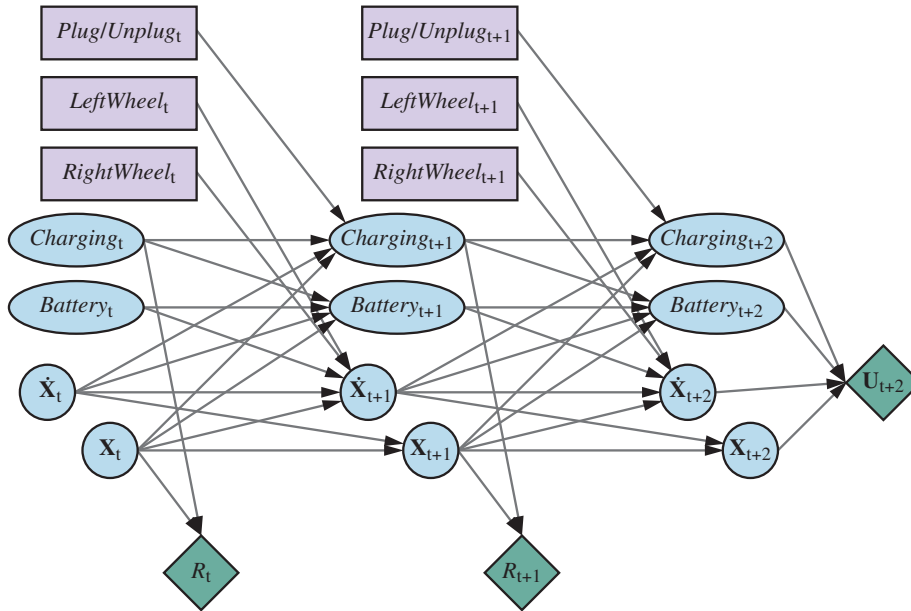 Plug/Unplugₜ
Plug/Unplugₜ₊₁
LeftWheelₜ
LeftWheelₜ₊₁
RightWheelₜ
RightWheelₜ₊₁
Chargingₜ
Chargingₜ₊₁
Chargingₜ₊₂
Batteryₜ
Batteryₜ₊₁
Batteryₜ₊₂
Ẋₜ
Ẋₜ₊₁
Ẋₜ₊₂
Uₜ₊₂
Xₜ
Xₜ₊₁
Xₜ₊₂
Rₜ
Rₜ₊₁